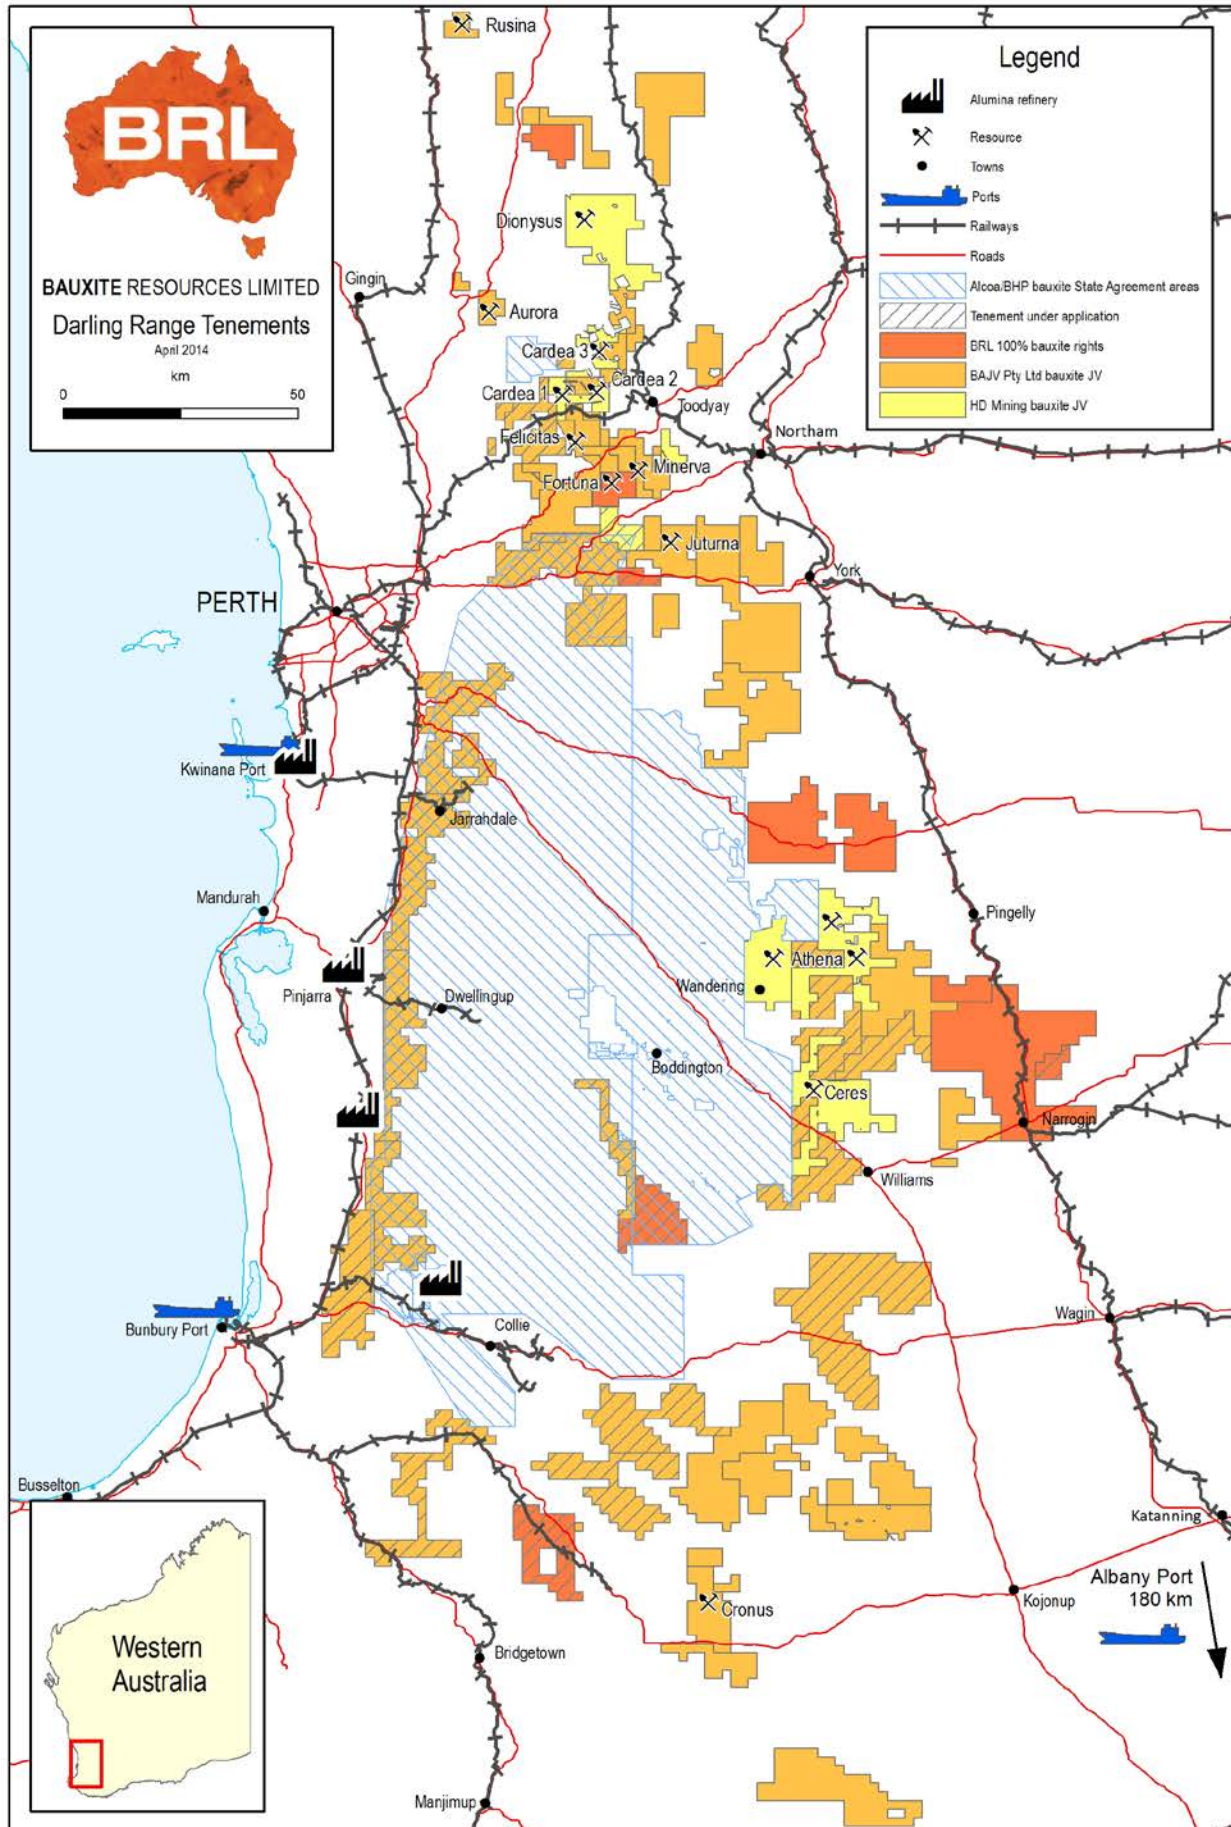 BRL
BAUXITE RESOURCES LIMITED
Darling Range Tenements
April 2014
km
0 50
Legend
Alumina refinery
Resource
Towns
Ports
Railways
Roads
Alcoa/BHP bauxite State Agreement areas
Tenement under application
BRL 100% bauxite rights
BAJV Pty Ltd bauxite JV
HD Mining bauxite JV
Rusina
Dionysus
Gingin
Aurora
Cardea 3
Cardea 2
Cardea 1
Toodyay
Felicitas
Northam
Minerva
Fortuna
Juturna
York
PERTH
Kwinana Port
Jarrahdale
Mandurah
Pingelly
Athena
Wandering
Pinjarra
Dwellingup
Boddington
Ceres
Narrogin
Williams
Wagin
Bunbury Port
Collie
Busselton
Katanning
Albany Port
180 km
Kojonup
Cronus
Bridgetown
Western
Australia
Manjimup